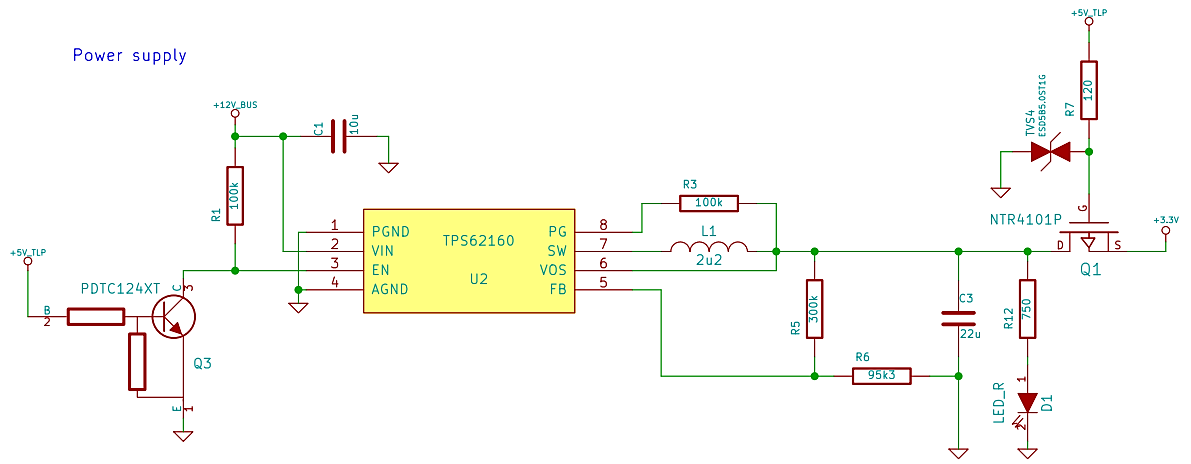 Power supply
+5V_TLP
+12V_BUS
C1
10u
R1
100k
+5V_TLP
PDTC124XT
B
2
C
3
E
1
Q3
1
2
3
4
PGND
VIN
EN
AGND
TPS62160
U2
PG
SW
VOS
FB
8
7
6
5
R3
100k
L1
2u2
R5
300k
R6
95k3
C3
22u
R12
750
LED_R
1
2
D1
TVS4
ESD5B5.0ST1G
R7
120
NTR4101P
G
D
S
Q1
+3.3V